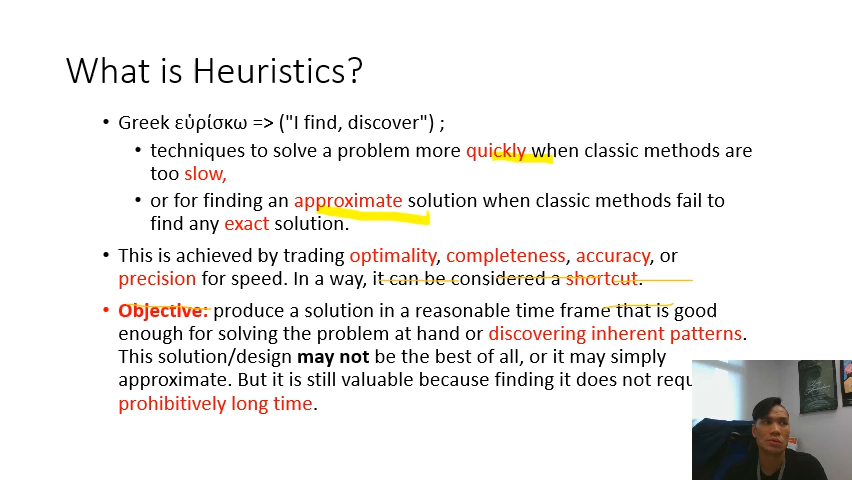 What is Heuristics?
• Greek εὑρίσκω => ("I find, discover") ;
• techniques to solve a problem more quickly when classic methods are
too slow,
• or for finding an approximate solution when classic methods fail to
find any exact solution.
• This is achieved by trading optimality, completeness, accuracy, or
precision for speed. In a way, it can be considered a shortcut.
• Objective: produce a solution in a reasonable time frame that is good
enough for solving the problem at hand or discovering inherent patterns.
This solution/design may not be the best of all, or it may simply
approximate. But it is still valuable because finding it does not requ
prohibitively long time.